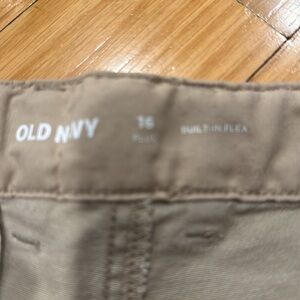 OLD NAVY
16
BUILT-IN FLEX